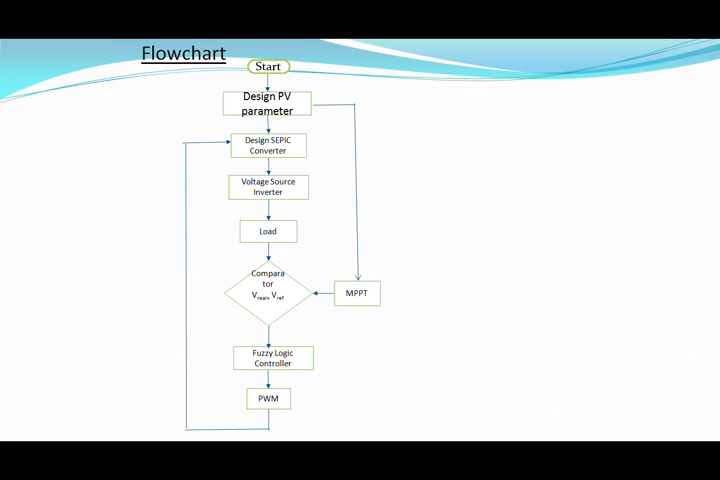 Flowchart
Start
Design PV
parameter
Design SEPIC
Converter
Voltage Source
Inverter
Load
Compara
tor
Vreal= Vref
MPPT
Fuzzy Logic
Controller
PWM